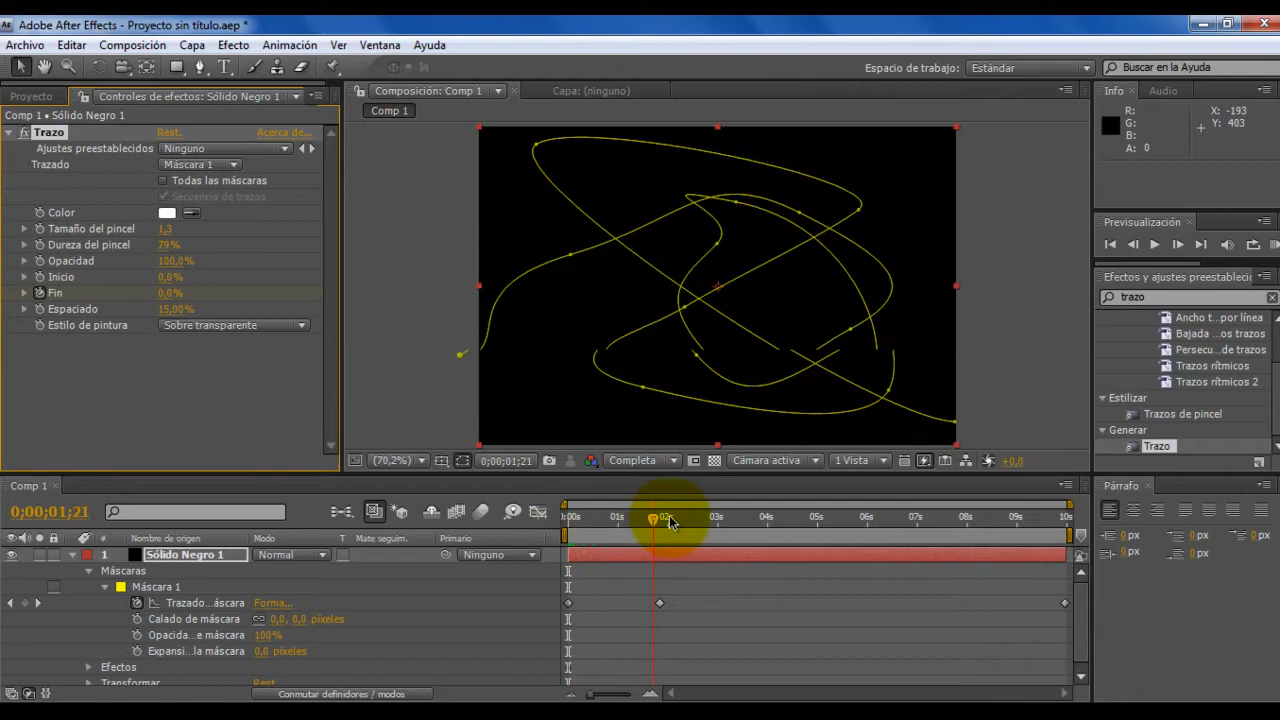 Adobe After Effects - Proyecto sin título.aep *
Archivo Editar Composición Capa Efecto Animación Ver Ventana Ayuda
Espacio de trabajo: Estándar Buscar en la Ayuda
Proyecto Controles de efectos: Sólido Negro 1
Comp 1 • Sólido Negro 1
Trazo Rest. Acerca de...
Ajustes preestablecidos Ninguno
Trazado Máscara 1
Todas las máscaras
Secuencia de trazos
Color
Tamaño del pincel 1,3
Dureza del pincel 79%
Opacidad 100,0%
Inicio 0,0%
Fin 0,0%
Espaciado 15,00%
Estilo de pintura Sobre transparente
Composición: Comp 1 Capa: (ninguno)
Comp 1
(70,2%) 0;00;01;21 Completa Cámara activa 1 Vista +0,0
Info Audio
R: X: -193
G: Y: 403
B:
A: 0
Previsualización
Efectos y ajustes preestablecido
trazo
Ancho t...por línea
Bajada ...os trazos
Persecu...de trazos
Trazos rítmicos
Trazos rítmicos 2
Estilizar
Trazos de pincel
Generar
Trazo
Párrafo
0 px 0 px 0 px
0 px 0 px
Comp 1
0;00;01;21
:00s 01s 02s 03s 04s 05s 06s 07s 08s 09s 10s
# Nombre de origen Modo T Mate seguim. Primario
1 Sólido Negro 1 Normal Ninguno
Máscaras
Máscara 1
Trazado...áscara Forma...
Calado de máscara 0,0, 0,0 píxeles
Opacida...e máscara 100%
Expansi...la máscara 0,0 píxeles
Efectos
Transformar Rest.
Conmutar definidores / modos